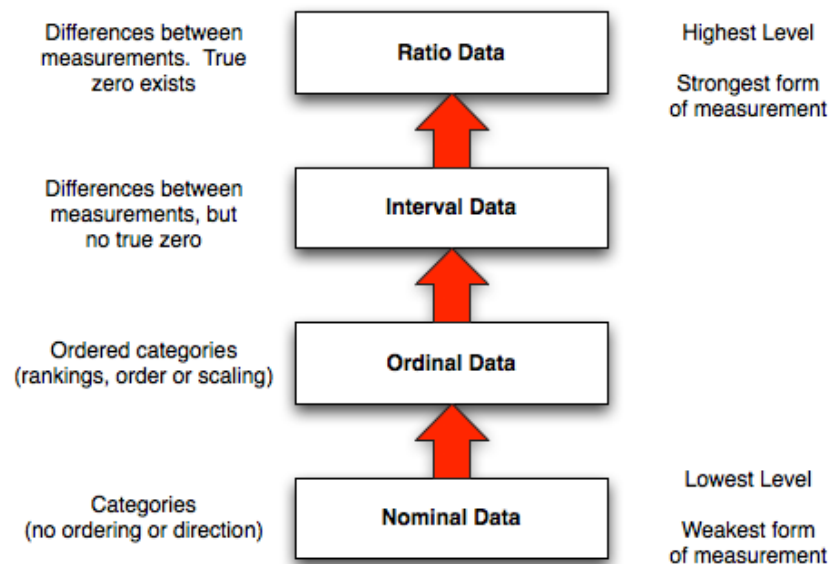 Differences between
measurements. True
zero exists
Ratio Data
Highest Level
Strongest form
of measurement
Differences between
measurements, but
no true zero
Interval Data
Ordered categories
(rankings, order or scaling)
Ordinal Data
Categories
(no ordering or direction)
Nominal Data
Lowest Level
Weakest form
of measurement